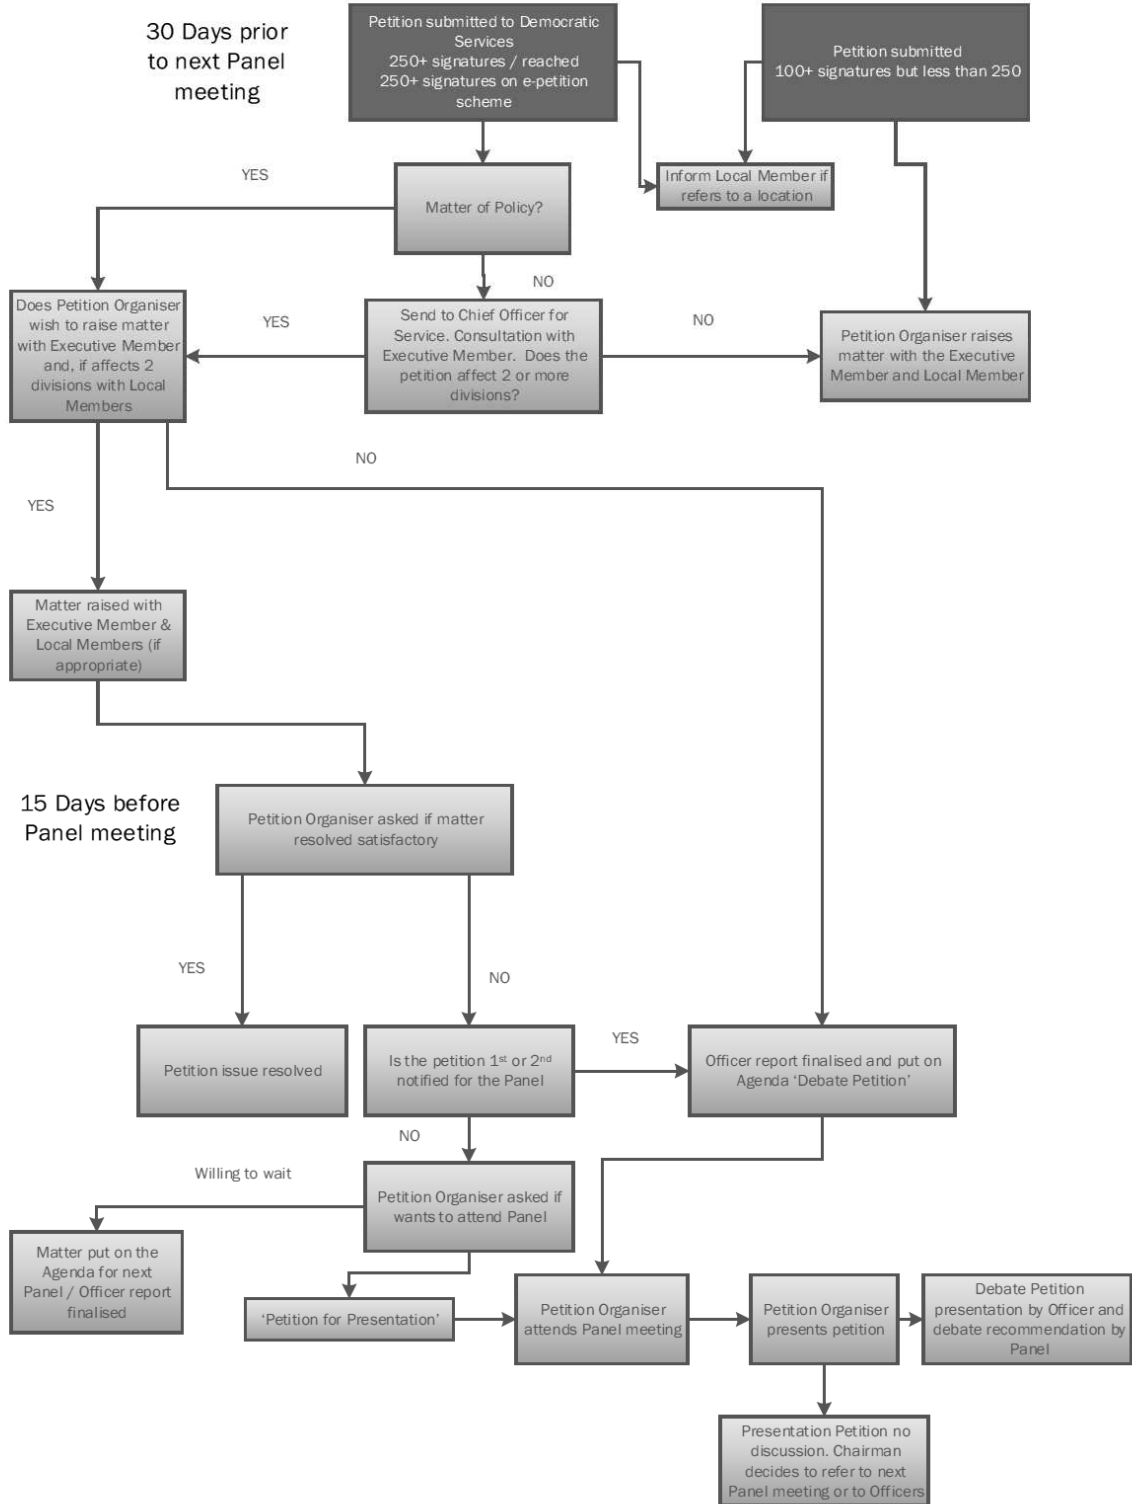 30 Days prior
to next Panel
meeting
Petition submitted to Democratic
Services
250+ signatures / reached
250+ signatures on e-petition
scheme
Petition submitted
100+ signatures but less than 250
YES
Matter of Policy?
Inform Local Member if
refers to a location
NO
Does Petition Organiser
wish to raise matter
with Executive Member
and, if affects 2
divisions with Local
Members
YES
Send to Chief Officer for
Service. Consultation with
Executive Member. Does the
petition affect 2 or more
divisions?
NO
Petition Organiser raises
matter with the Executive
Member and Local Member
NO
YES
Matter raised with
Executive Member &
Local Members (if
appropriate)
15 Days before
Panel meeting
Petition Organiser asked if matter
resolved satisfactory
YES
NO
Petition issue resolved
Is the petition 1st or 2nd
notified for the Panel
YES
Officer report finalised and put on
Agenda ‘Debate Petition’
NO
Willing to wait
Petition Organiser asked if
wants to attend Panel
Matter put on the
Agenda for next
Panel / Officer report
finalised
‘Petition for Presentation’
Petition Organiser
attends Panel meeting
Petition Organiser
presents petition
Debate Petition
presentation by Officer and
debate recommendation by
Panel
Presentation Petition no
discussion. Chairman
decides to refer to next
Panel meeting or to Officers